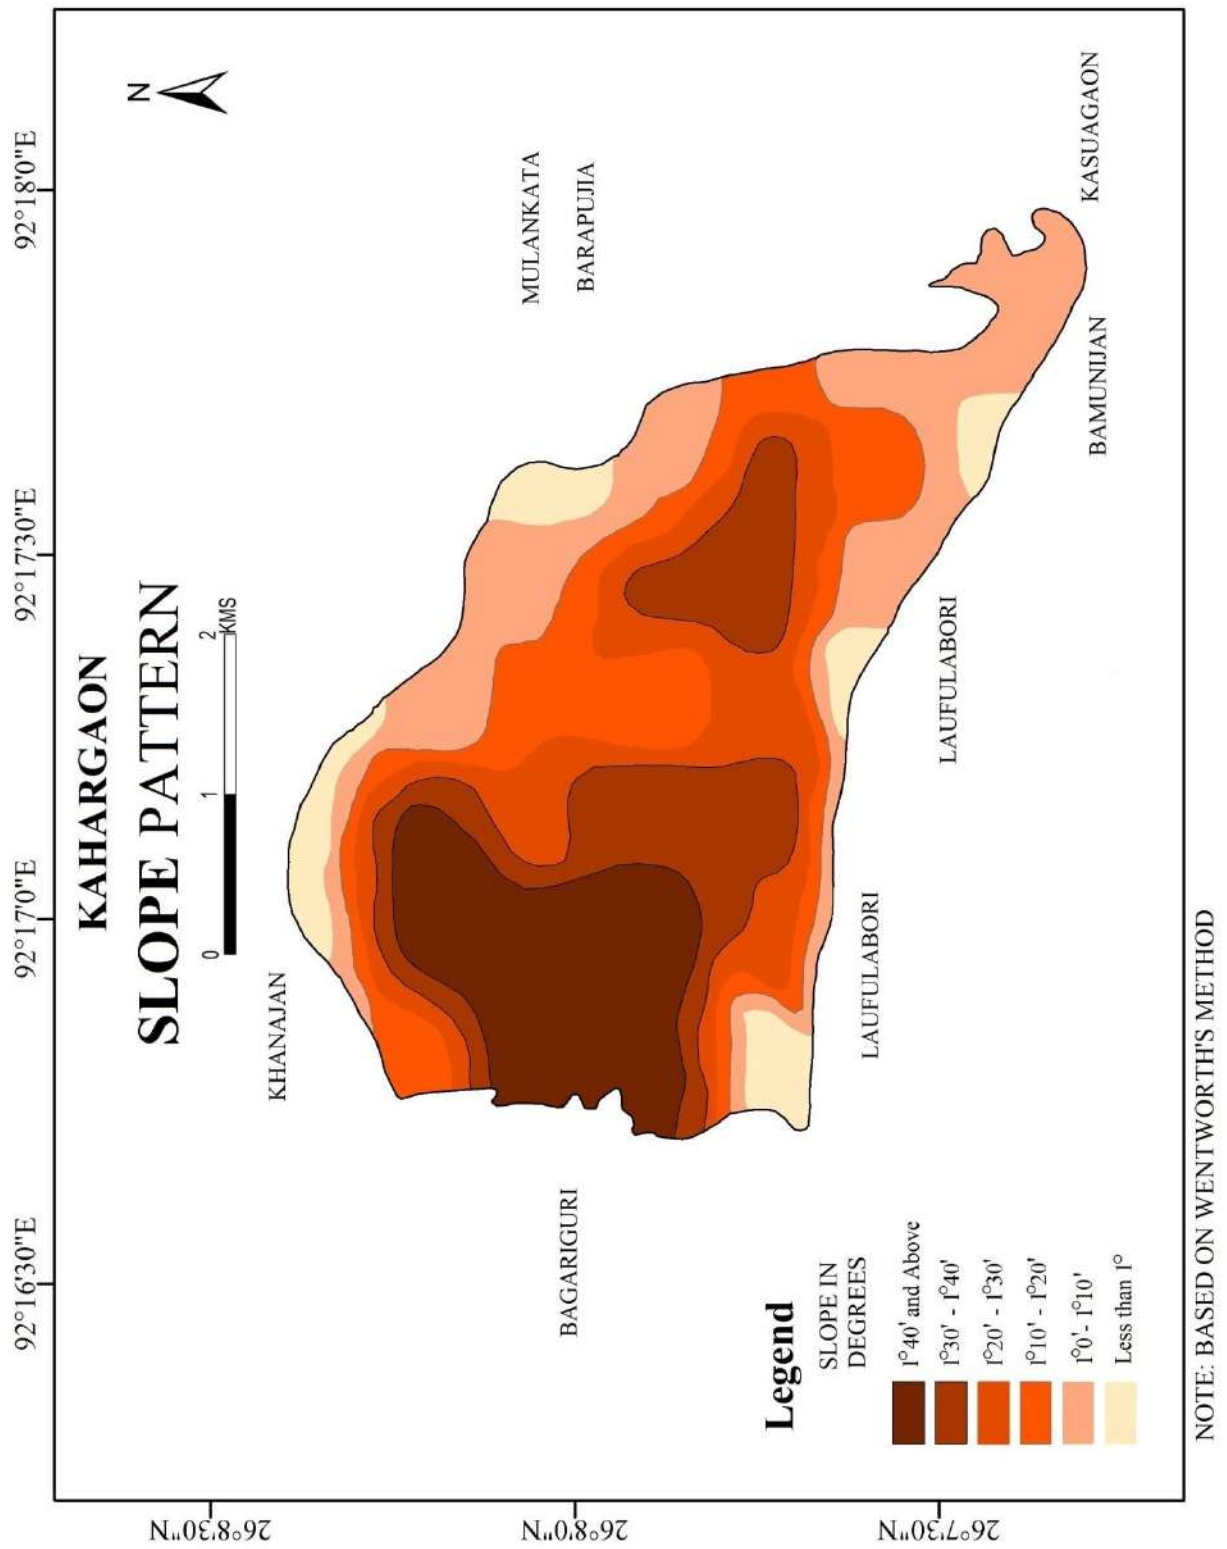 KAHARGAON
SLOPE PATTERN
0 1 2
KMS
N
92°16'30"E 92°17'0"E 92°17'30"E 92°18'0"E
26°8'30"N
26°8'0"N
26°7'30"N
KHANAJAN
MULANKATA
BARAPUJIA
BAGARIGURI
LAUFULABORI
LAUFULABORI
BAMUNIJAN
KASUAGAON
Legend
SLOPE IN
DEGREES
1°40' and Above
1°30' - 1°40'
1°20' - 1°30'
1°10' - 1°20'
1°0'- 1°10'
Less than 1°
NOTE: BASED ON WENTWORTH'S METHOD